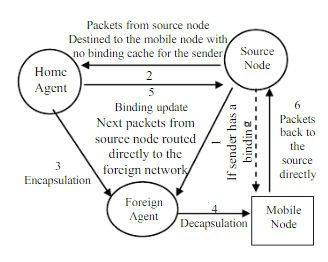 Packets from source node
Destined to the mobile node with
no binding cache for the sender
Source
Node
Home
Agent
2
5
Binding update
Next packets from
source node routed
directly to the
foreign network
1
If sender has a
binding
6
Packets
back to
the
source
directly
3
Encapsulation
Foreign
Agent
4
Decapsulation
Mobile
Node